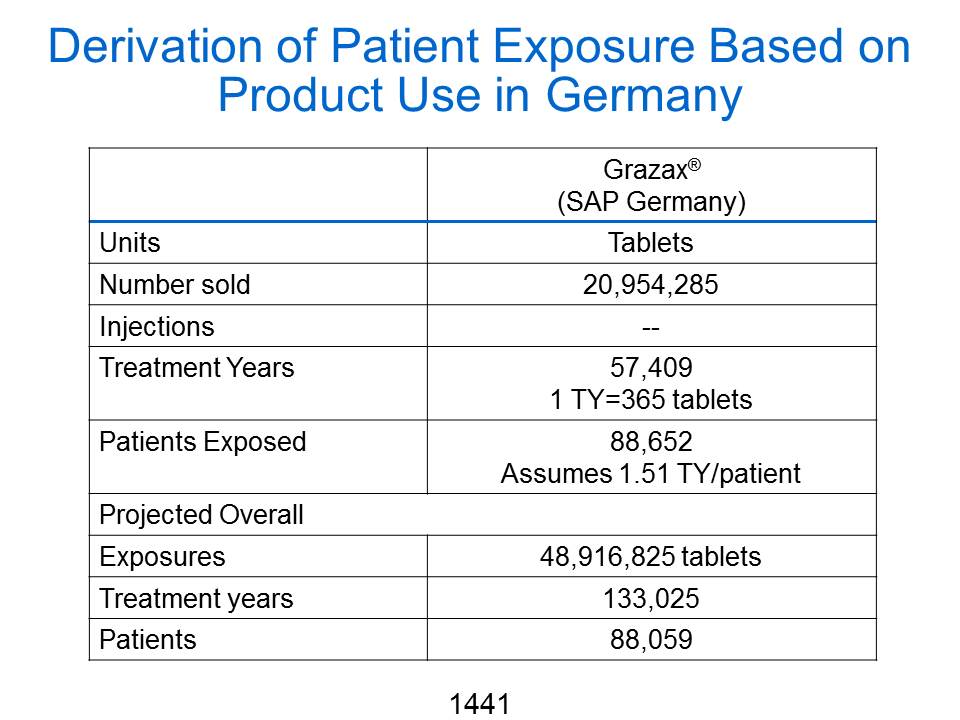 Derivation of Patient Exposure Based on
Product Use in Germany
Grazax®
(SAP Germany)
Units Tablets
Number sold 20,954,285
Injections --
Treatment Years 57,409
1 TY=365 tablets
Patients Exposed 88,652
Assumes 1.51 TY/patient
Projected Overall
Exposures 48,916,825 tablets
Treatment years 133,025
Patients 88,059
1441